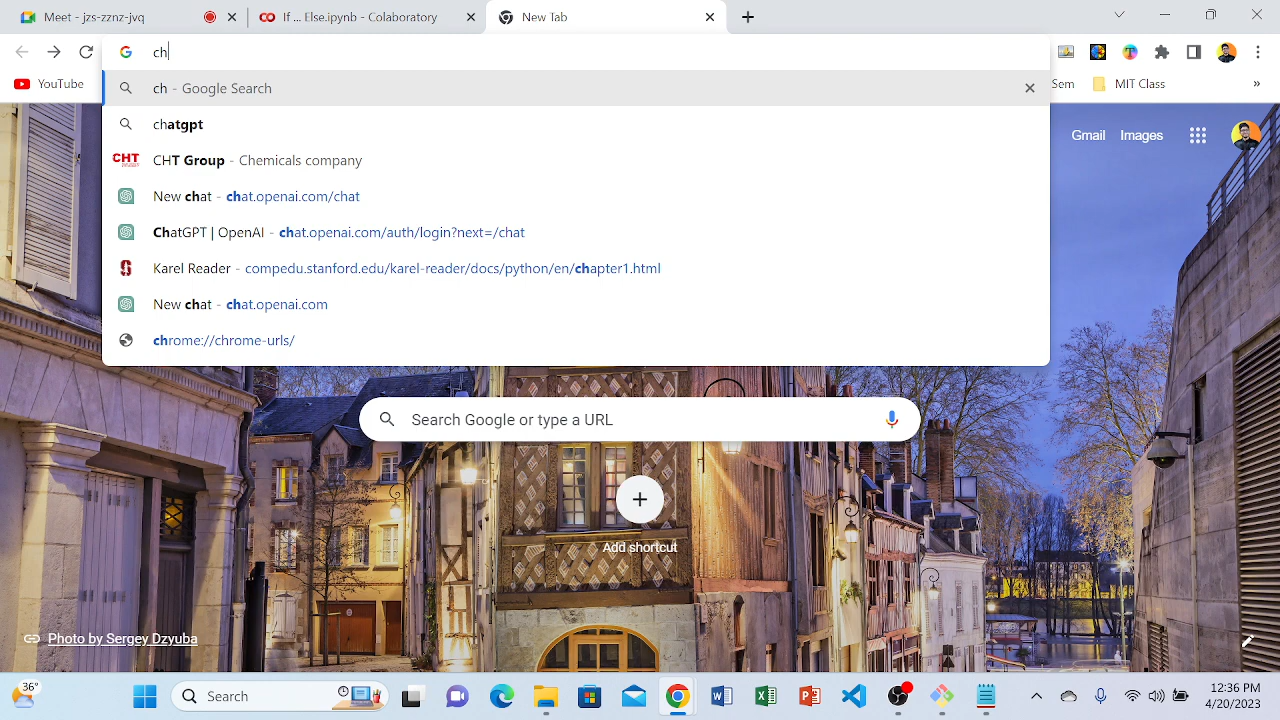 Meet - jzs-zznz-jvq
If ... Else.ipynb - Colaboratory
New Tab
ch
YouTube
Sem
MIT Class
»
ch - Google Search
chatgpt
CHT
CHT Group - Chemicals company
New chat - chat.openai.com/chat
ChatGPT | OpenAI - chat.openai.com/auth/login?next=/chat
Karel Reader - compedu.stanford.edu/karel-reader/docs/python/en/chapter1.html
New chat - chat.openai.com
chrome://chrome-urls/
Gmail
Images
Search Google or type a URL
Add shortcut
Photo by Sergey Dzyuba
36°
Search
12:36 PM